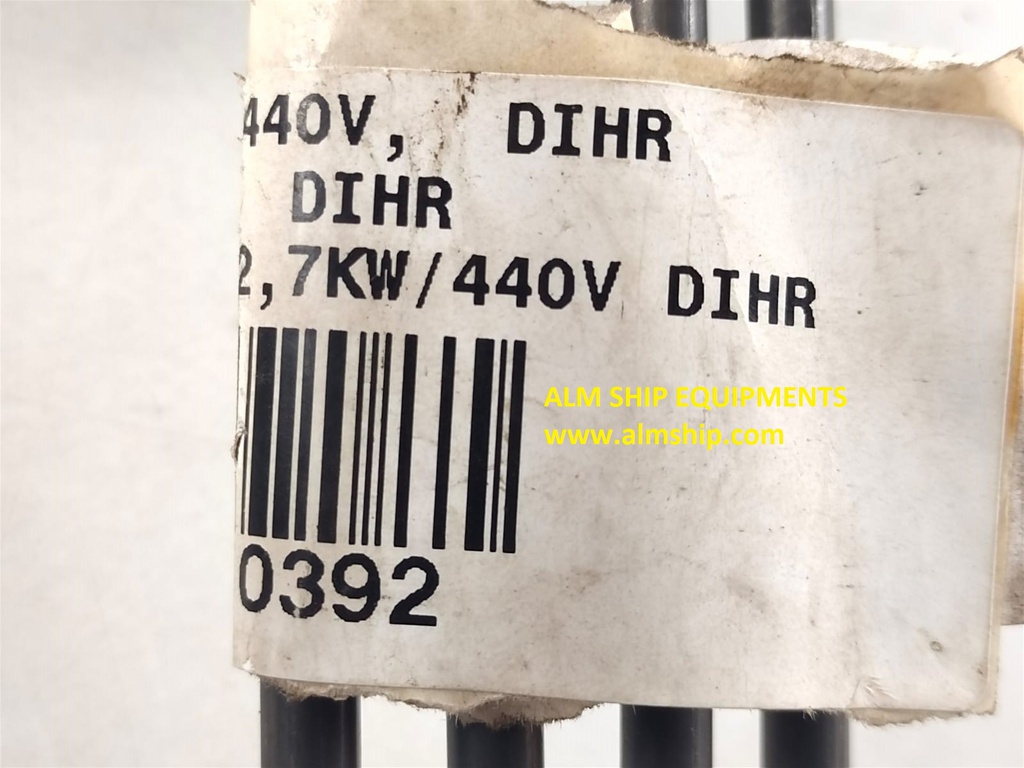 440V, DIHR
DIHR
2,7KW/440V DIHR
ALM SHIP EQUIPMENTS
www.almship.com
0392